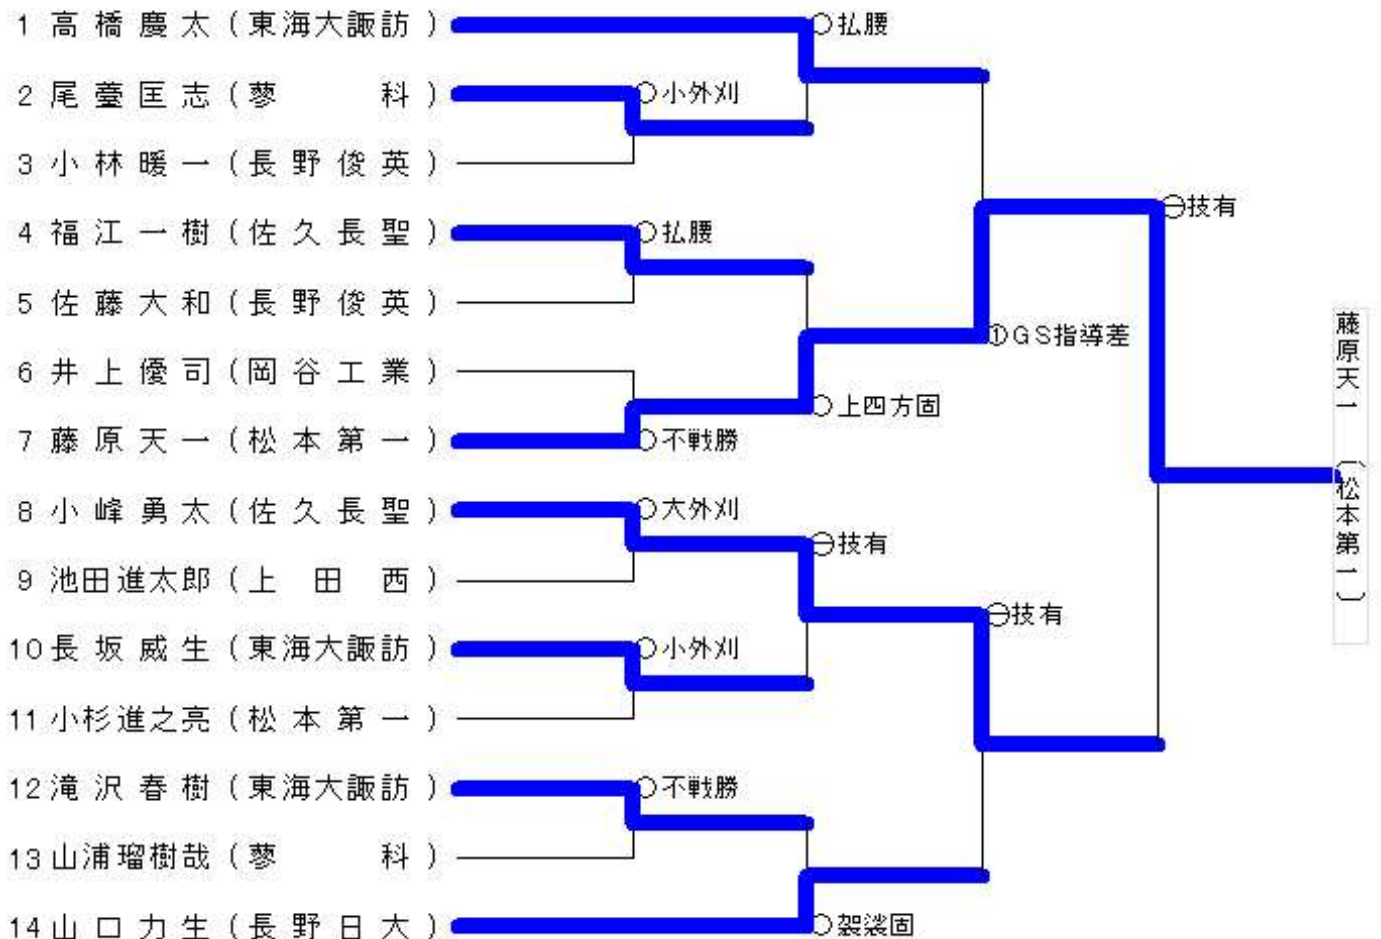 1 高橋慶太（東海大諏訪） ○払腰
2 尾臺匡志（蓼　科） ○小外刈
3 小林暖一（長野俊英）
4 福江一樹（佐久長聖） ○払腰
⊖技有
5 佐藤大和（長野俊英）
①GS指導差
6 井上優司（岡谷工業）
○上四方固
7 藤原天一（松本第一） ○不戦勝
藤原天一（松本第一）
8 小峰勇太（佐久長聖） ○大外刈
⊖技有
9 池田進太郎（上田西）
⊖技有
10 長坂威生（東海大諏訪） ○小外刈
11 小杉進之亮（松本第一）
12 滝沢春樹（東海大諏訪） ○不戦勝
13 山浦瑠樹哉（蓼　科）
14 山口力生（長野日大） ○袈裟固